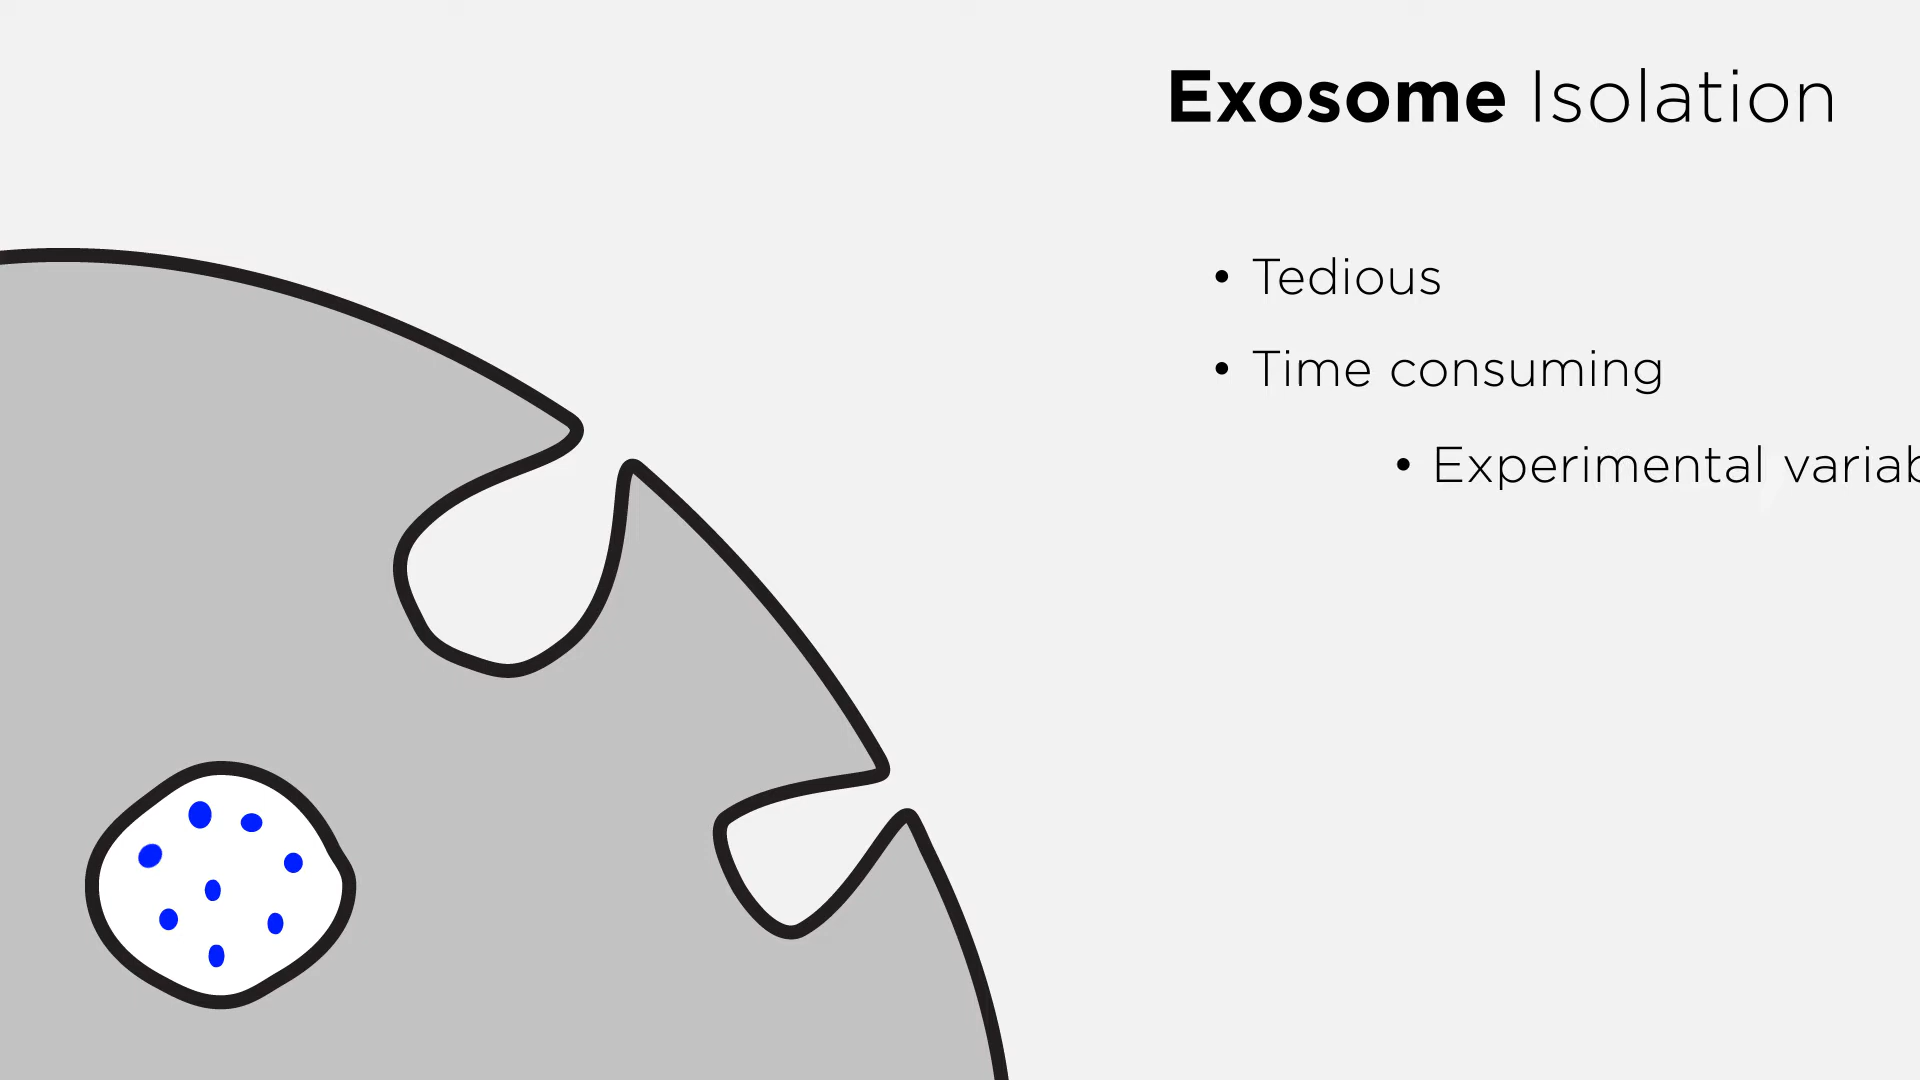 Exosome Isolation
• Tedious
• Time consuming
• Experimental